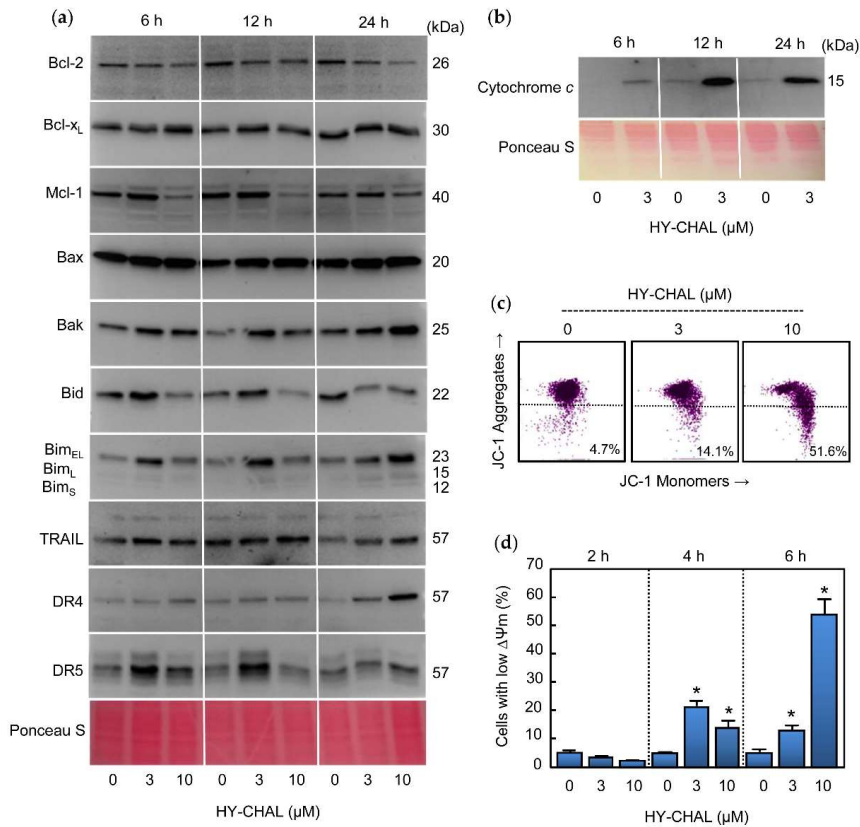 (a)
6 h 12 h 24 h (kDa)
Bcl-2 26
Bcl-xL 30
Mcl-1 40
Bax 20
Bak 25
Bid 22
BimEL 23
BimL 15
BimS 12
TRAIL 57
DR4 57
DR5 57
Ponceau S
0 3 10 0 3 10 0 3 10
HY-CHAL (µM)
(b)
6 h 12 h 24 h (kDa)
Cytochrome c 15
Ponceau S
0 3 0 3 0 3
HY-CHAL (µM)
(c)
HY-CHAL (µM)
0 3 10
JC-1 Aggregates →
4.7% 14.1% 51.6%
JC-1 Monomers →
(d)
2 h 4 h 6 h
Cells with low ΔΨm (%)
70
60
50
40
30
20
10
0
* * * *
0 3 10 0 3 10 0 3 10
HY-CHAL (µM)